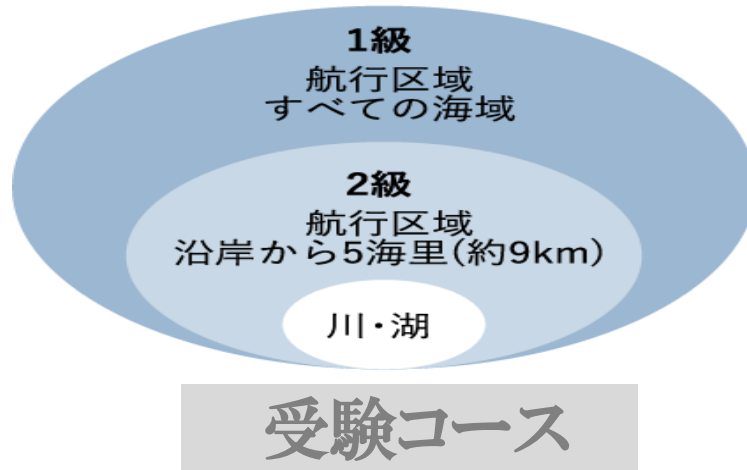 1級
航行区域
すべての海域
2級
航行区域
沿岸から5海里(約9km)
川・湖
受験コース